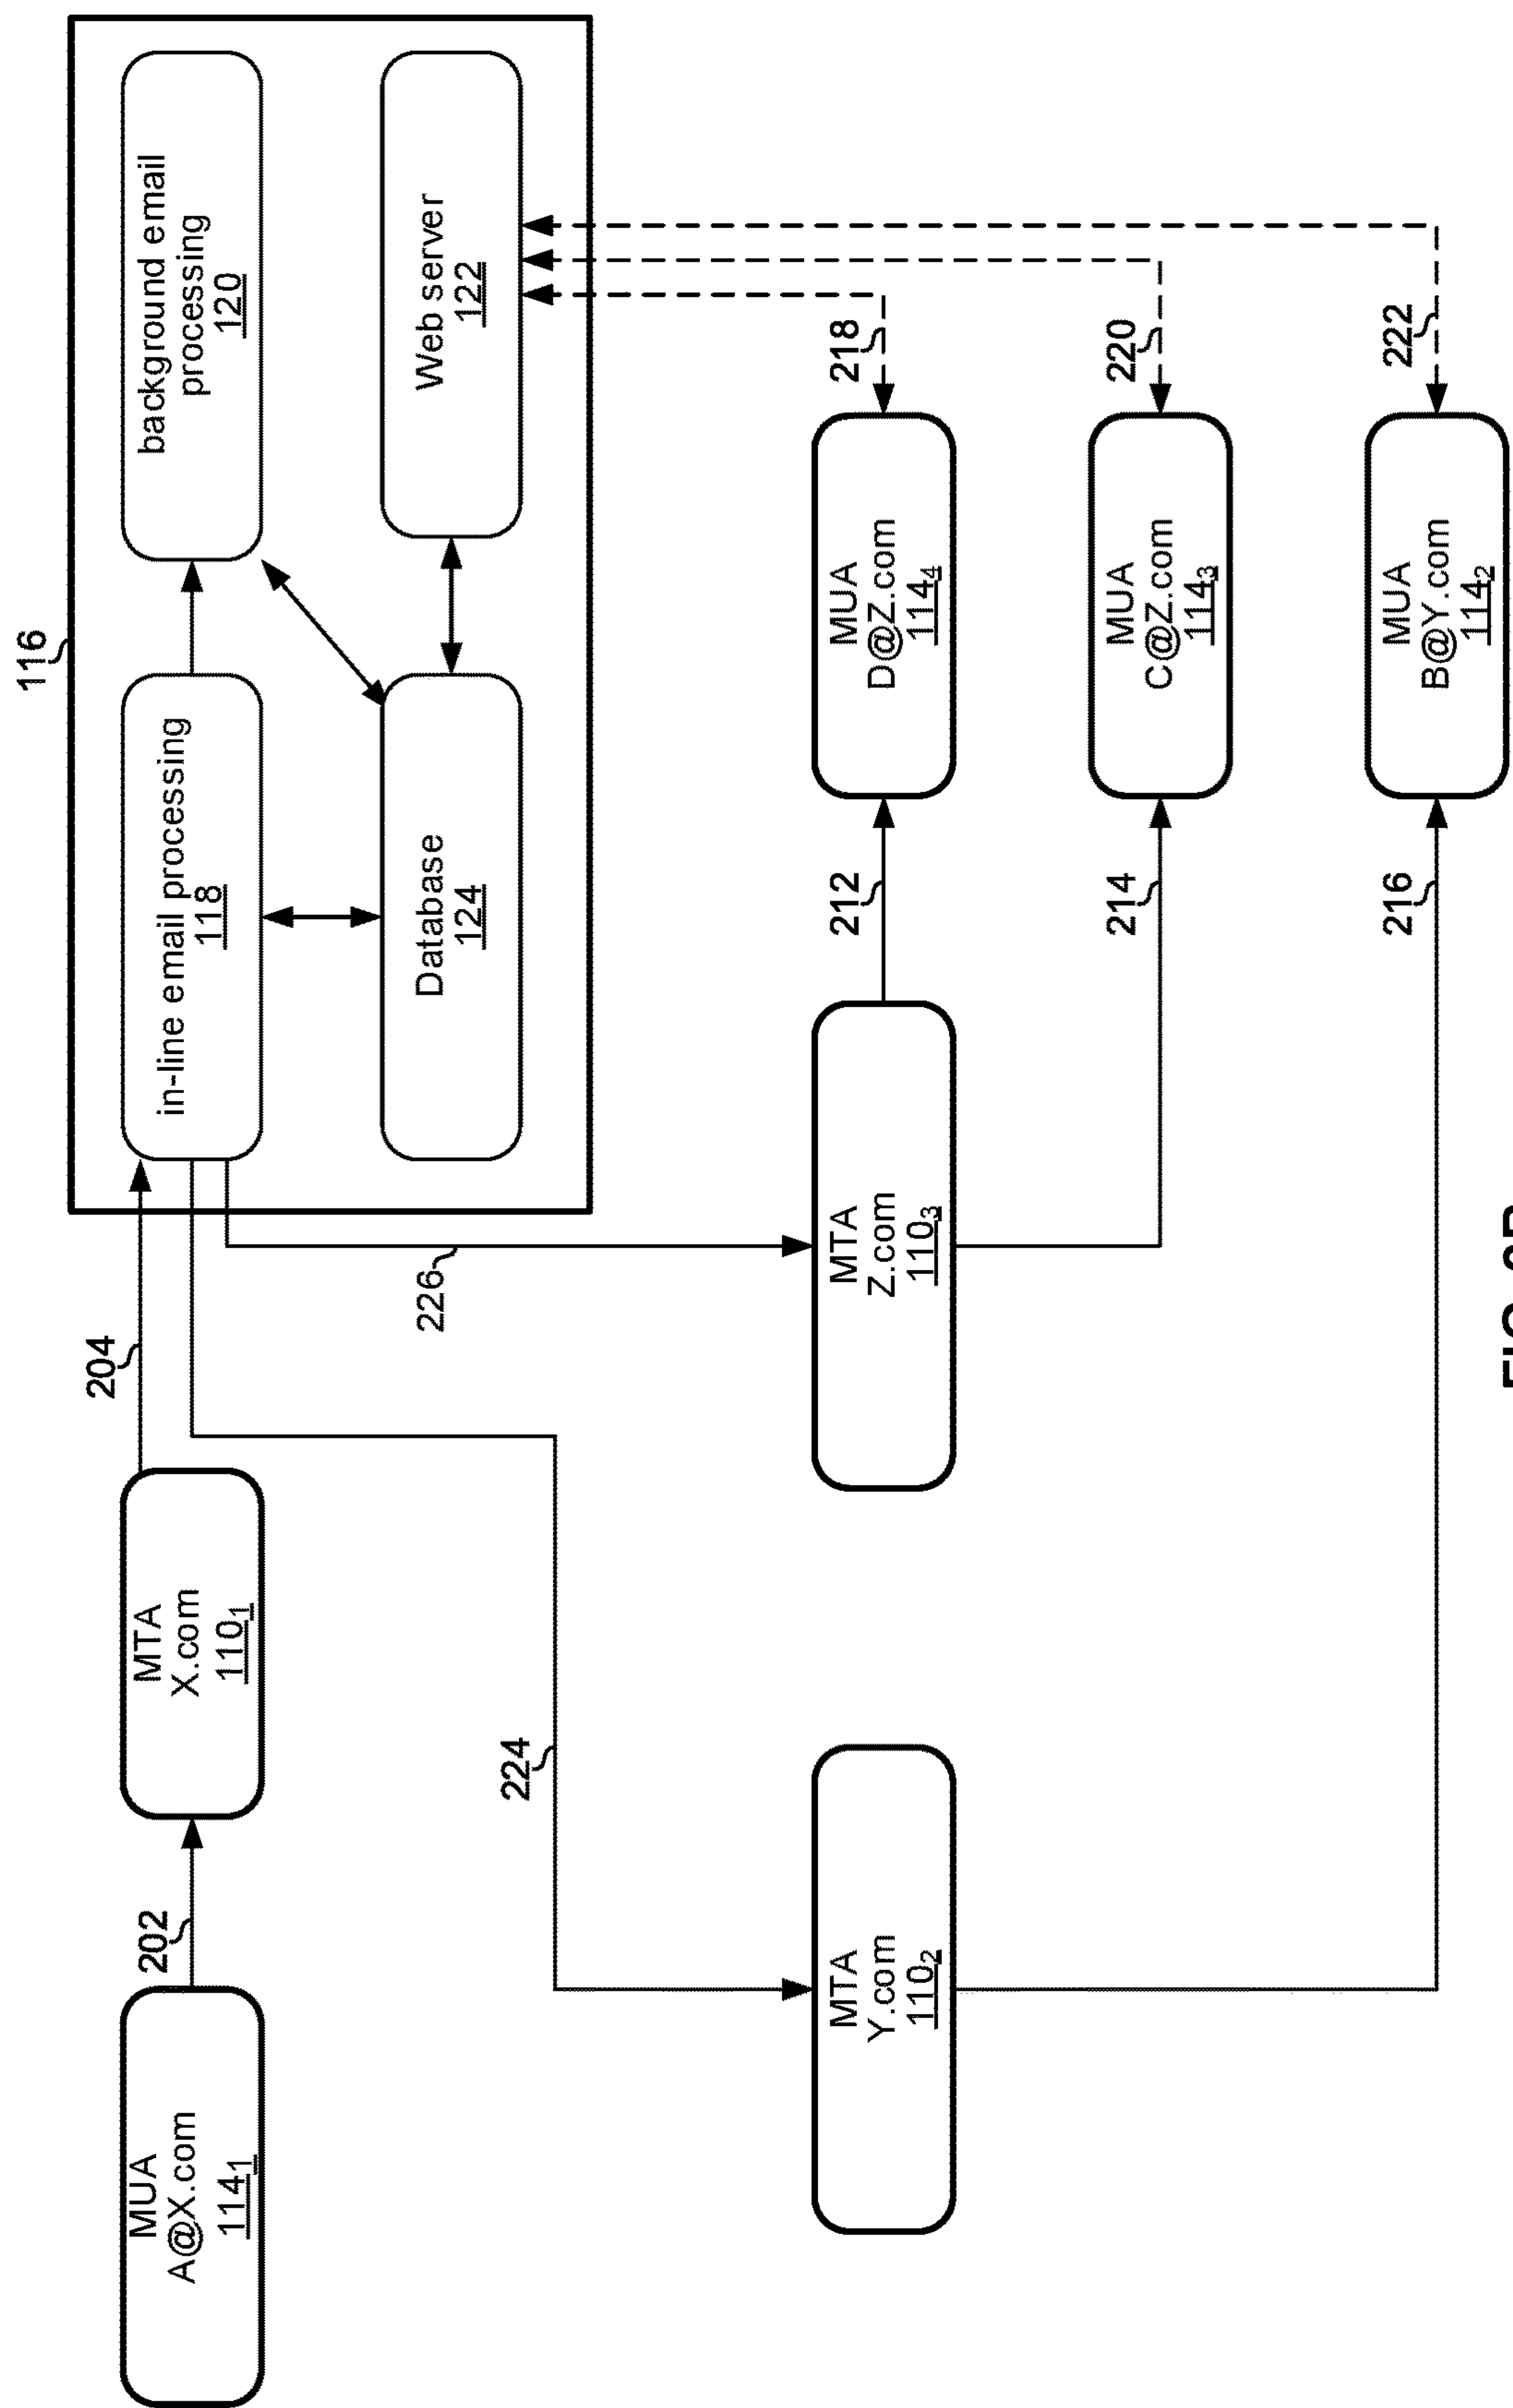 116
MUA
A@X.com
114₁
202
MTA
X.com
110₁
204
in-line email processing
118
background email
processing
120
Database
124
Web server
122
224
226
MTA
Y.com
110₂
MTA
Z.com
110₃
212
MUA
D@Z.com
114₄
218
214
MUA
C@Z.com
114₃
220
216
MUA
B@Y.com
114₂
222